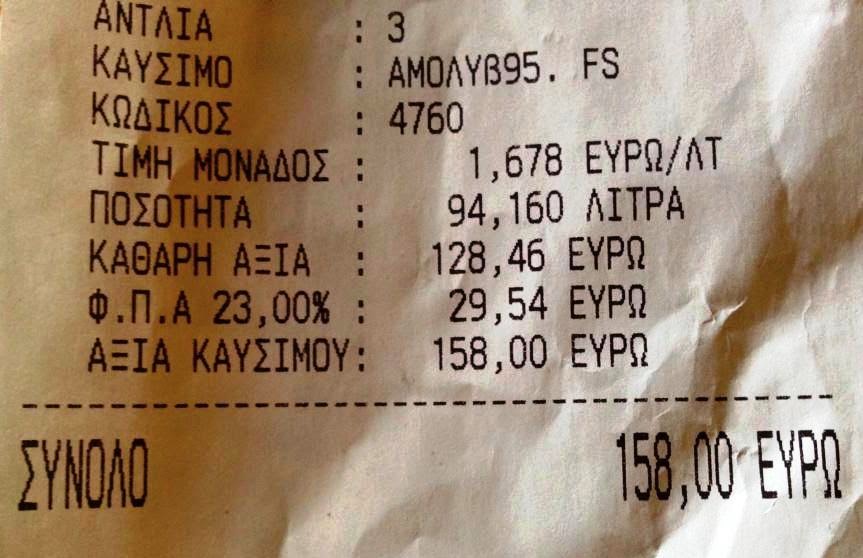 ΑΝΤΛΙΑ : 3
ΚΑΥΣΙΜΟ : ΑΜΟΛΥΒ95. FS
ΚΩΔΙΚΟΣ : 4760
ΤΙΜΗ ΜΟΝΑΔΟΣ : 1,678 ΕΥΡΩ/ΛΤ
ΠΟΣΟΤΗΤΑ : 94,160 ΛΙΤΡΑ
ΚΑΘΑΡΗ ΑΞΙΑ : 128,46 ΕΥΡΩ
Φ.Π.Α 23,00% : 29,54 ΕΥΡΩ
ΑΞΙΑ ΚΑΥΣΙΜΟΥ: 158,00 ΕΥΡΩ
ΣΥΝΟΛΟ 158,00 ΕΥΡΩ